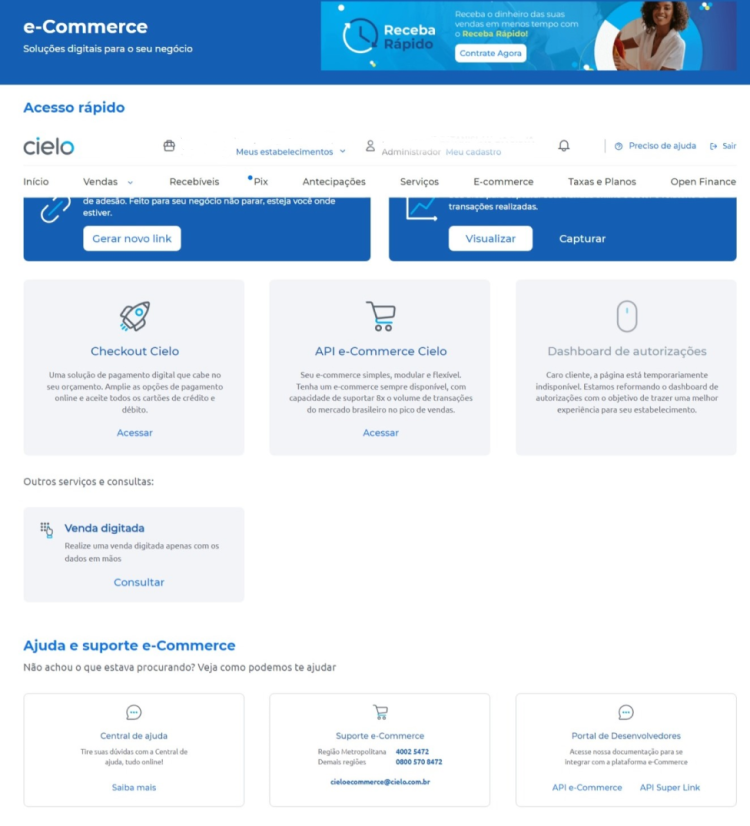 e-Commerce
Soluções digitais para o seu negócio
Receba
Rápido
Receba o dinheiro das suas
vendas em menos tempo com
o Receba Rápido!
Contrate Agora
Acesso rápido
cielo
Meus estabelecimentos
Administrador Meu cadastro
Preciso de ajuda
Sair
Início Vendas Recebíveis Pix Antecipações Serviços E-commerce Taxas e Planos Open Finance
de adesão. Feito para seu negócio não parar, esteja você onde
estiver.
Gerar novo link
transações realizadas.
Visualizar Capturar
Checkout Cielo
Uma solução de pagamento digital que cabe no
seu orçamento. Amplie as opções de pagamento
online e aceite todos os cartões de crédito e
débito.
Acessar
API e-Commerce Cielo
Seu e-commerce simples, modular e flexível.
Tenha um e-commerce sempre disponível, com
capacidade de suportar 8x o volume de transações
do mercado brasileiro no pico de vendas.
Acessar
Dashboard de autorizações
Caro cliente, a página está temporariamente
indisponível. Estamos reformando o dashboard de
autorizações com o objetivo de trazer uma melhor
experiência para seu estabelecimento.
Outros serviços e consultas:
Venda digitada
Realize uma venda digitada apenas com os
dados em mãos
Consultar
Ajuda e suporte e-Commerce
Não achou o que estava procurando? Veja como podemos te ajudar
Central de ajuda
Tire suas dúvidas com a Central de
ajuda, tudo online!
Saiba mais
Suporte e-Commerce
Região Metropolitana 4002 5472
Demais regiões 0800 570 8472
cieloecommerce@cielo.com.br
Portal de Desenvolvedores
Acesse nossa documentação para se
integrar com a plataforma e-Commerce
API e-Commerce API Super Link